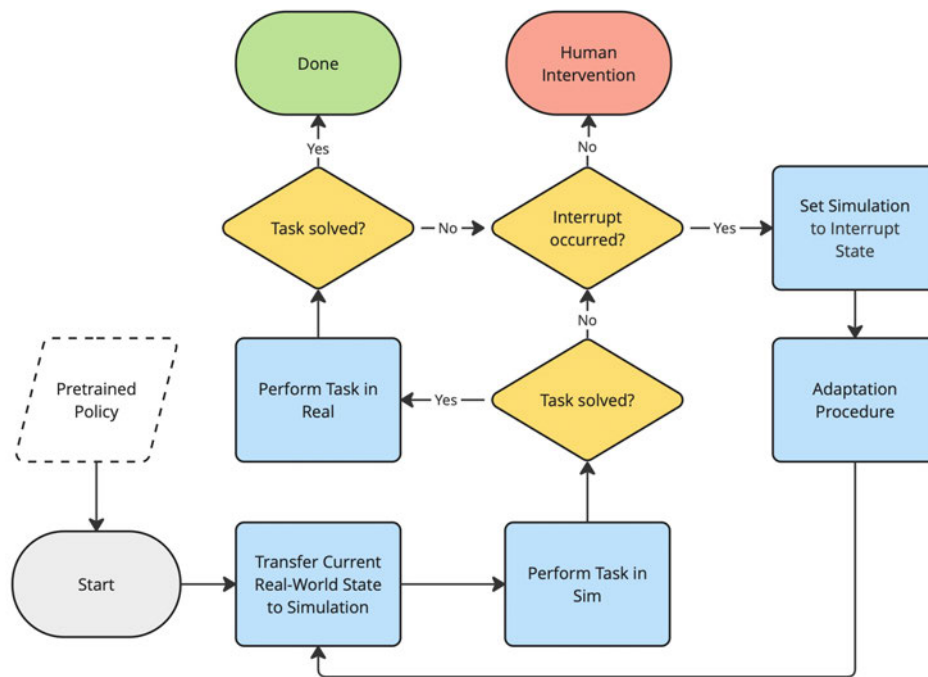 Done
Human
Intervention
Yes
No
Task solved?
No
Interrupt
occurred?
Yes
Set Simulation
to Interrupt
State
No
Pretrained
Policy
Perform Task in
Real
Yes
Task solved?
Adaptation
Procedure
Start
Transfer Current
Real-World State
to Simulation
Perform Task in
Sim